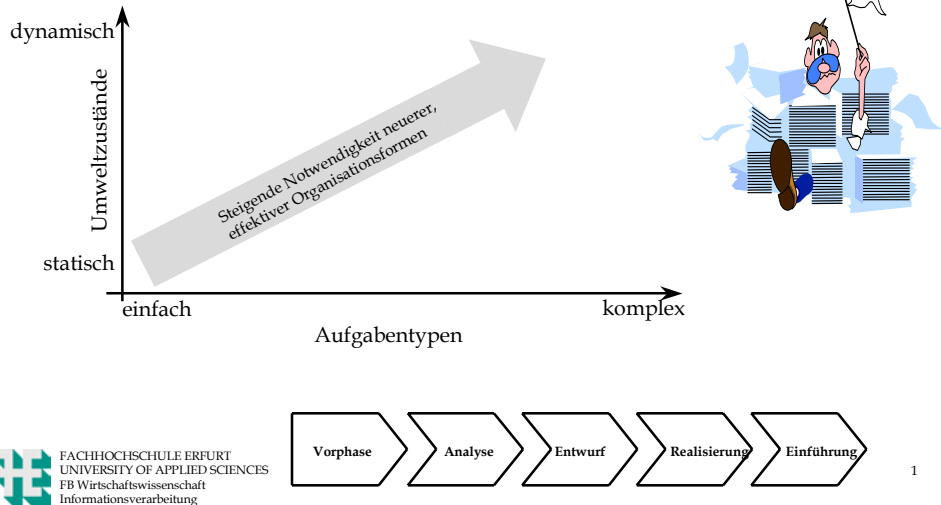 dynamisch
Umweltzustände
statisch
Steigende Notwendigkeit neuerer,
effektiver Organisationsformen
einfach
komplex
Aufgabentypen
Vorphase
Analyse
Entwurf
Realisierung
Einführung
FACHHOCHSCHULE ERFURT
UNIVERSITY OF APPLIED SCIENCES
FB Wirtschaftswissenschaft
Informationsverarbeitung
1